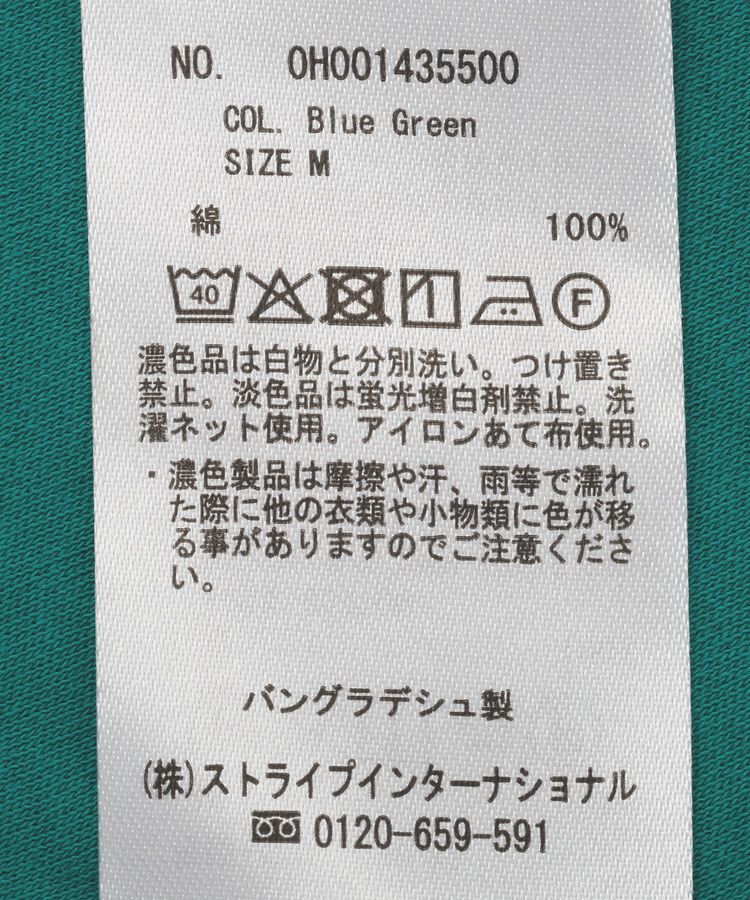 NO. 0H001435500
COL. Blue Green
SIZE M
綿 100%
40 F
濃色品は白物と分別洗い。つけ置き
禁止。淡色品は蛍光増白剤禁止。洗
濯ネット使用。アイロンあて布使用。
・濃色製品は摩擦や汗、雨等で濡れ
た際に他の衣類や小物類に色が移
る事がありますのでご注意くださ
い。
バングラデシュ製
(株)ストライプインターナショナル
0120-659-591